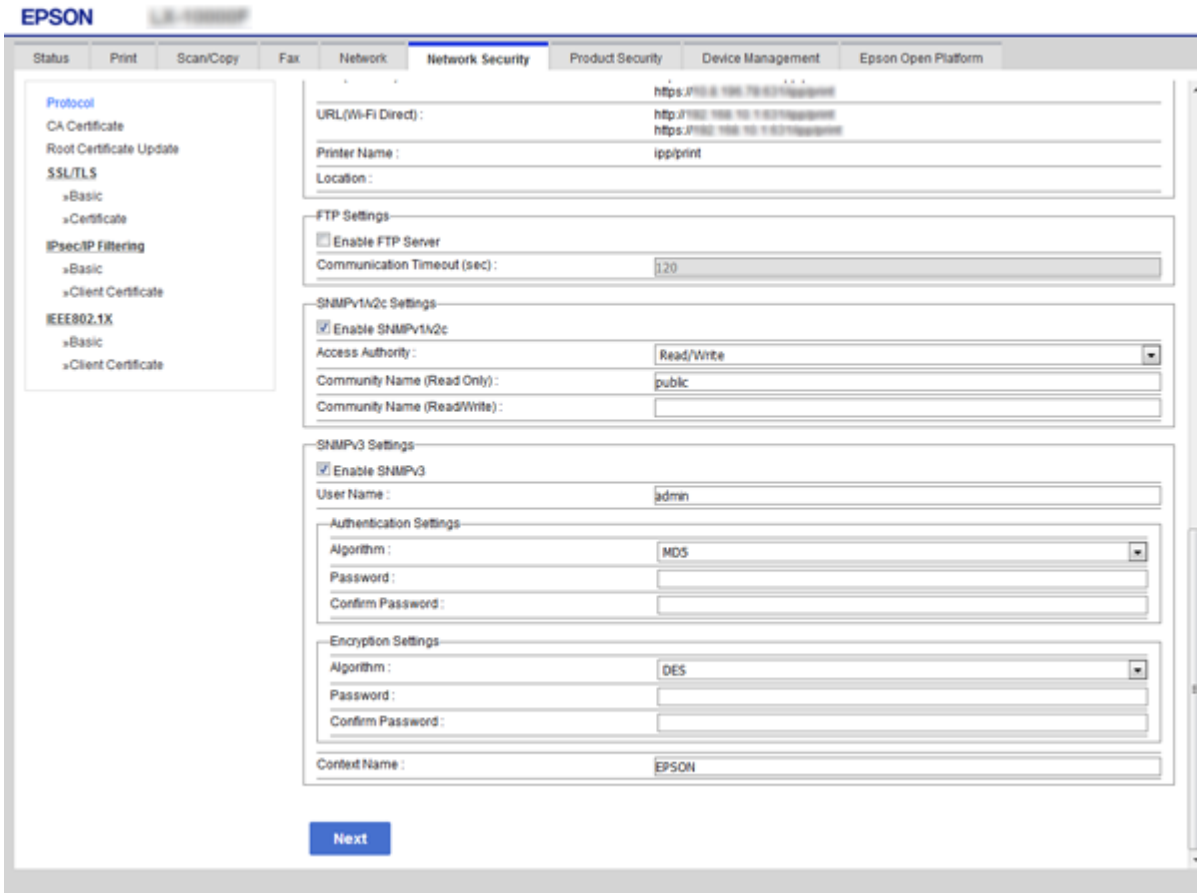 EPSON
Status Print Scan/Copy Fax Network Network Security Product Security Device Management Epson Open Platform
Protocol
CA Certificate
Root Certificate Update
SSL/TLS
»Basic
»Certificate
IPsec/IP Filtering
»Basic
»Client Certificate
IEEE802.1X
»Basic
»Client Certificate
https://
URL(Wi-Fi Direct) : http://
https://
Printer Name : ipp/print
Location :
FTP Settings
Enable FTP Server
Communication Timeout (sec) : 120
SNMPv1/v2c Settings
Enable SNMPv1/v2c
Access Authority : Read/Write
Community Name (Read Only) : public
Community Name (Read/Write) :
SNMPv3 Settings
Enable SNMPv3
User Name : admin
Authentication Settings
Algorithm : MD5
Password :
Confirm Password :
Encryption Settings
Algorithm : DES
Password :
Confirm Password :
Context Name : EPSON
Next